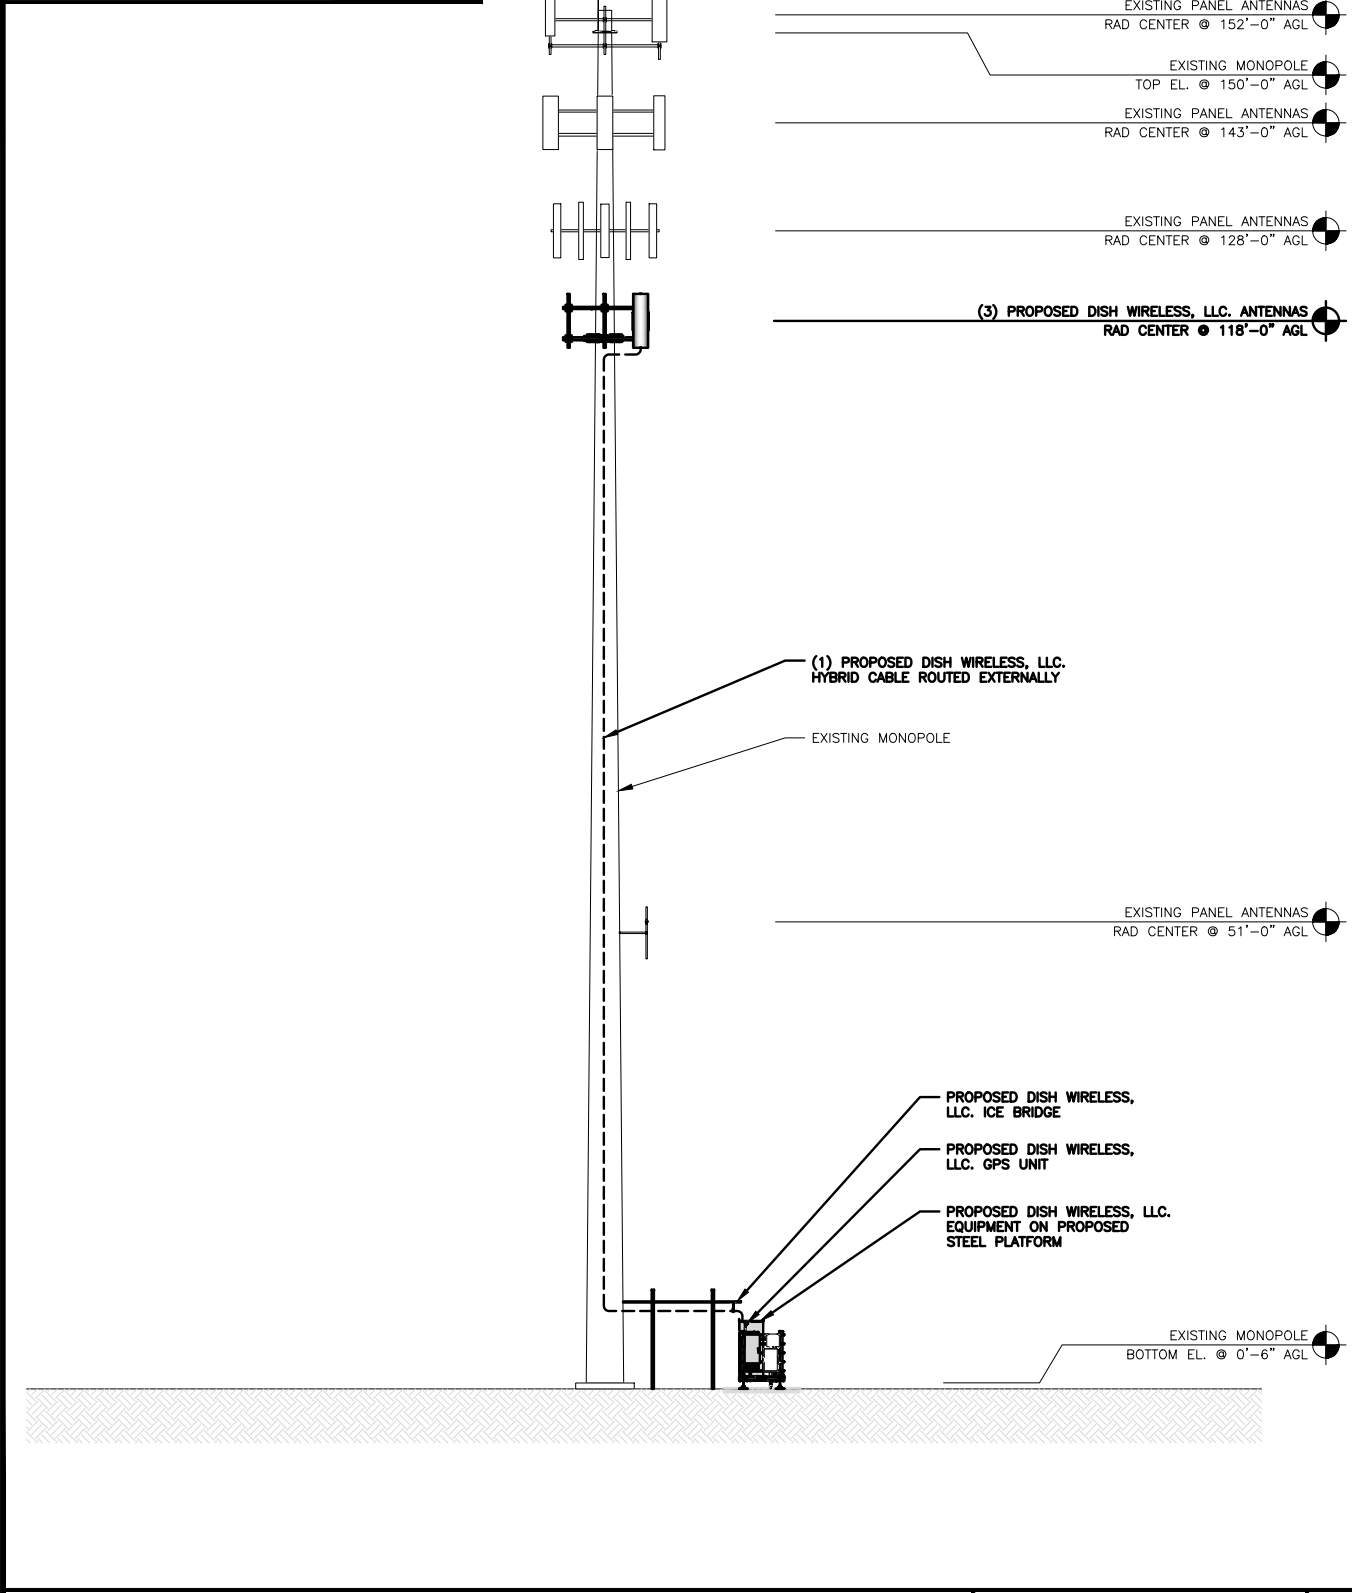 EXISTING PANEL ANTENNAS
RAD CENTER @ 152'-0" AGL
EXISTING MONOPOLE
TOP EL. @ 150'-0" AGL
EXISTING PANEL ANTENNAS
RAD CENTER @ 143'-0" AGL
EXISTING PANEL ANTENNAS
RAD CENTER @ 128'-0" AGL
(3) PROPOSED DISH WIRELESS, LLC. ANTENNAS
RAD CENTER @ 118'-0" AGL
(1) PROPOSED DISH WIRELESS, LLC.
HYBRID CABLE ROUTED EXTERNALLY
EXISTING MONOPOLE
EXISTING PANEL ANTENNAS
RAD CENTER @ 51'-0" AGL
PROPOSED DISH WIRELESS,
LLC. ICE BRIDGE
PROPOSED DISH WIRELESS,
LLC. GPS UNIT
PROPOSED DISH WIRELESS, LLC.
EQUIPMENT ON PROPOSED
STEEL PLATFORM
EXISTING MONOPOLE
BOTTOM EL. @ 0'-6" AGL